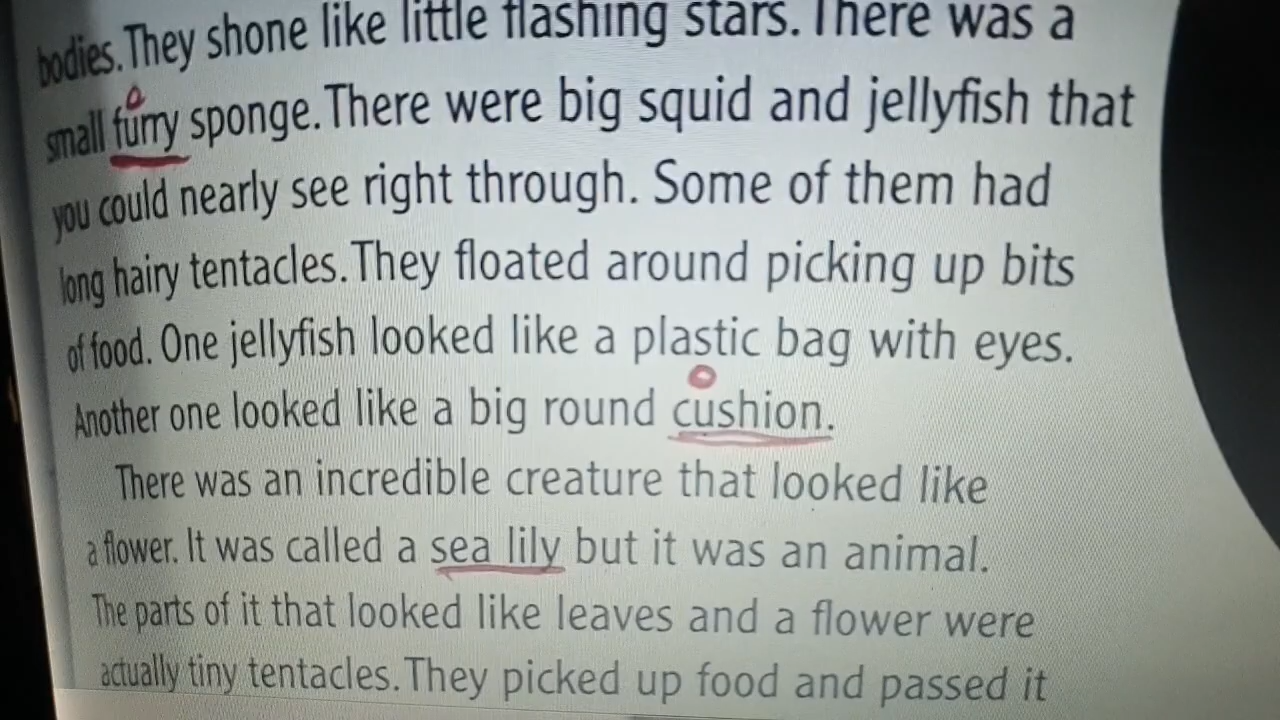 bodies. They shone like little flashing stars. There was a
small furry sponge. There were big squid and jellyfish that
you could nearly see right through. Some of them had
long hairy tentacles. They floated around picking up bits
of food. One jellyfish looked like a plastic bag with eyes.
Another one looked like a big round cushion.
There was an incredible creature that looked like
a flower. It was called a sea lily but it was an animal.
The parts of it that looked like leaves and a flower were
actually tiny tentacles. They picked up food and passed it